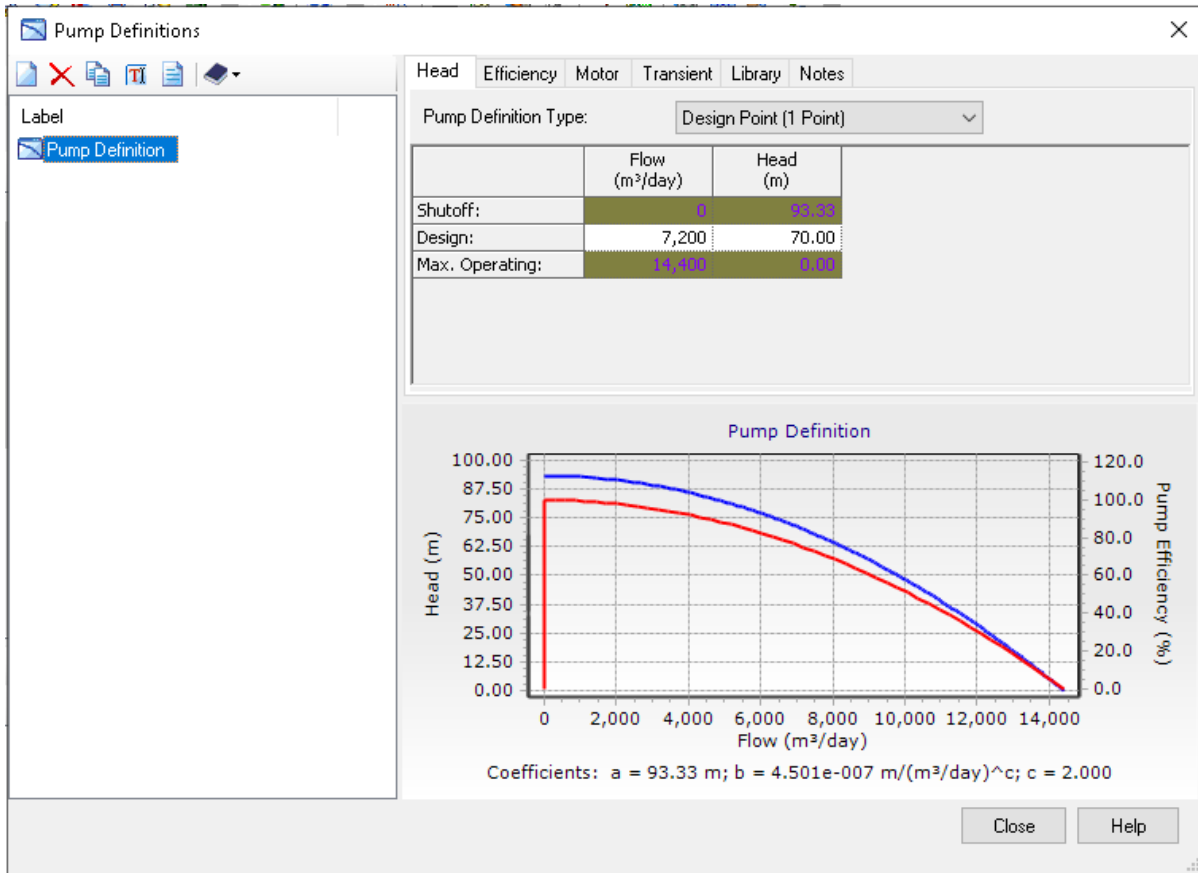 Pump Definitions
Head Efficiency Motor Transient Library Notes
Label
Pump Definition
Pump Definition Type: Design Point (1 Point)
Flow (m³/day) Head (m)
Shutoff: 0 93.33
Design: 7,200 70.00
Max. Operating: 14,400 0.00
Pump Definition
100.00
87.50
75.00
62.50
50.00
37.50
25.00
12.50
0.00
Head (m)
120.0
100.0
80.0
60.0
40.0
20.0
0.0
Pump Efficiency (%)
0 2,000 4,000 6,000 8,000 10,000 12,000 14,000
Flow (m³/day)
Coefficients: a = 93.33 m; b = 4.501e-007 m/(m³/day)^c; c = 2.000
Close Help